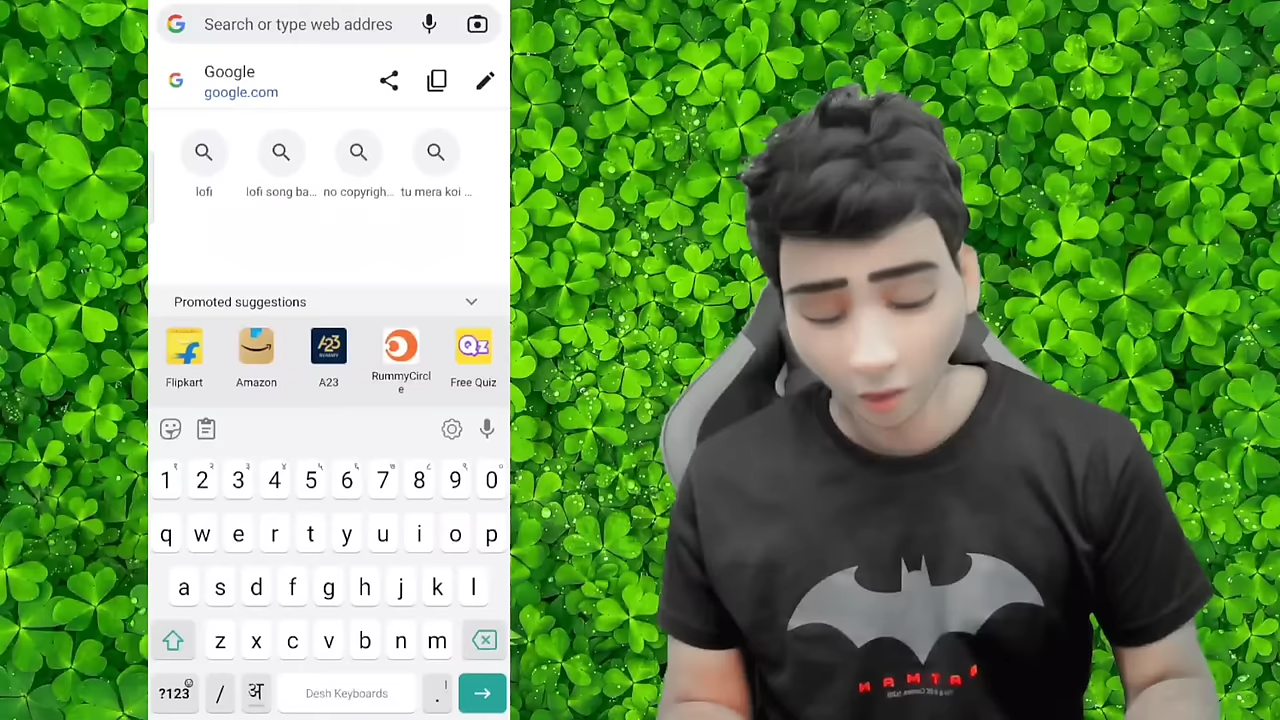 Search or type web addres
Google
google.com
lofi
lofi song ba...
no copyrigh...
tu mera koi ...
Promoted suggestions
Flipkart
Amazon
A23
RummyCircl
e
Free Quiz
1 2 3 4 5 6 7 8 9 0
q w e r t y u i o p
a s d f g h j k l
z x c v b n m
?123 / अ Desh Keyboards .